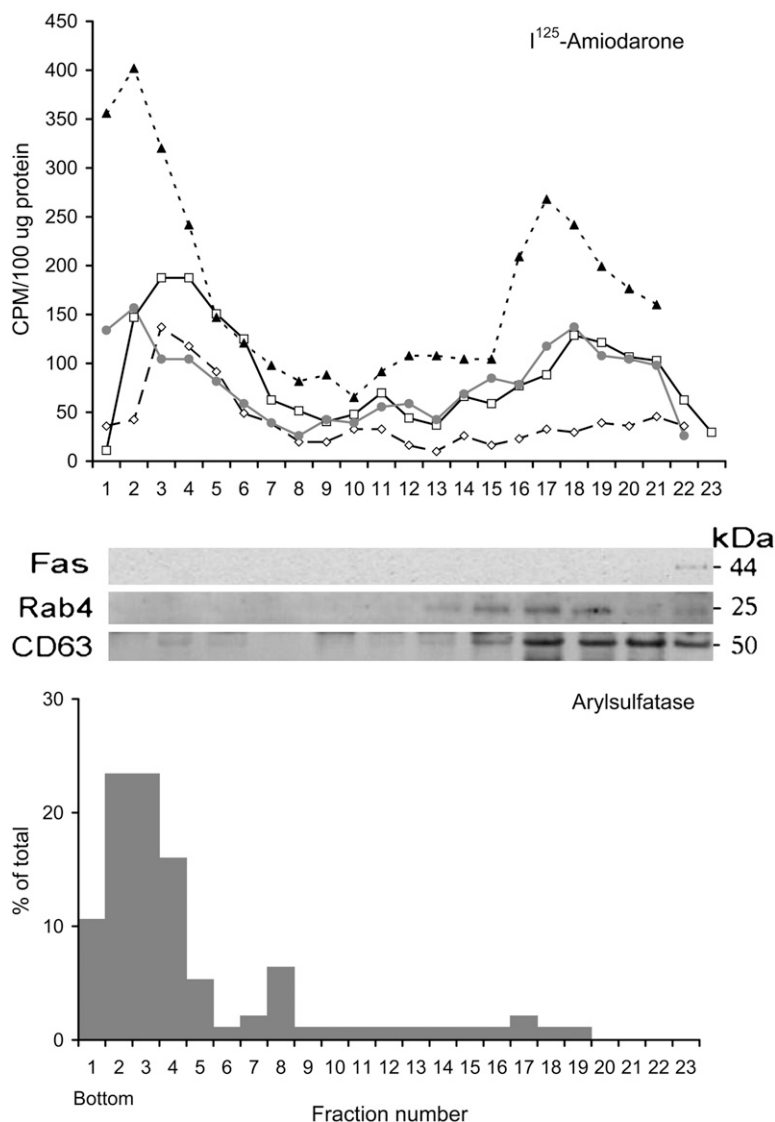 I¹²⁵-Amiodarone
CPM/100 ug protein
450
400
350
300
250
200
150
100
50
0
1 2 3 4 5 6 7 8 9 10 11 12 13 14 15 16 17 18 19 20 21 22 23
kDa
Fas 44
Rab4 25
CD63 50
Arylsulfatase
% of total
30
20
10
0
1 2 3 4 5 6 7 8 9 10 11 12 13 14 15 16 17 18 19 20 21 22 23
Bottom
Fraction number